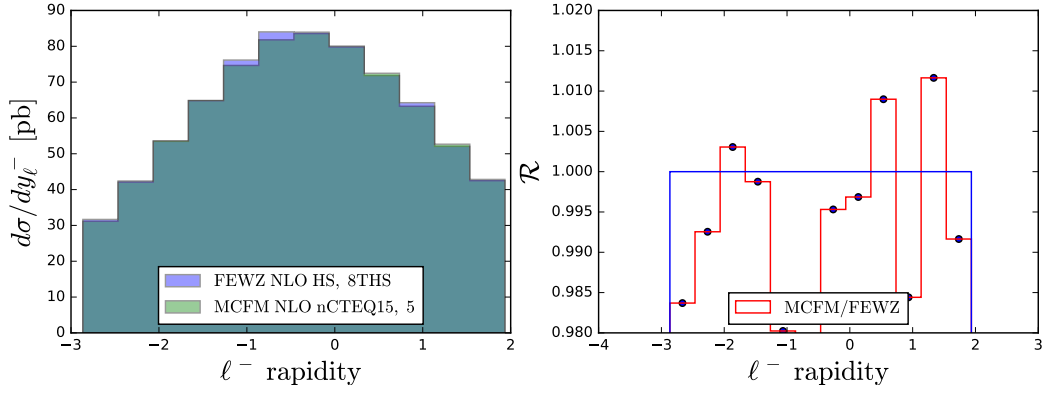 90
80
70
60
50
40
30
20
10
0
dσ/dy_ℓ^− [pb]
FEWZ NLO HS, 8THS
MCFM NLO nCTEQ15, 5
−3 −2 −1 0 1 2
ℓ^− rapidity
1.020
1.015
1.010
1.005
1.000
0.995
0.990
0.985
0.980
ℛ
MCFM/FEWZ
−4 −3 −2 −1 0 1 2 3
ℓ^− rapidity